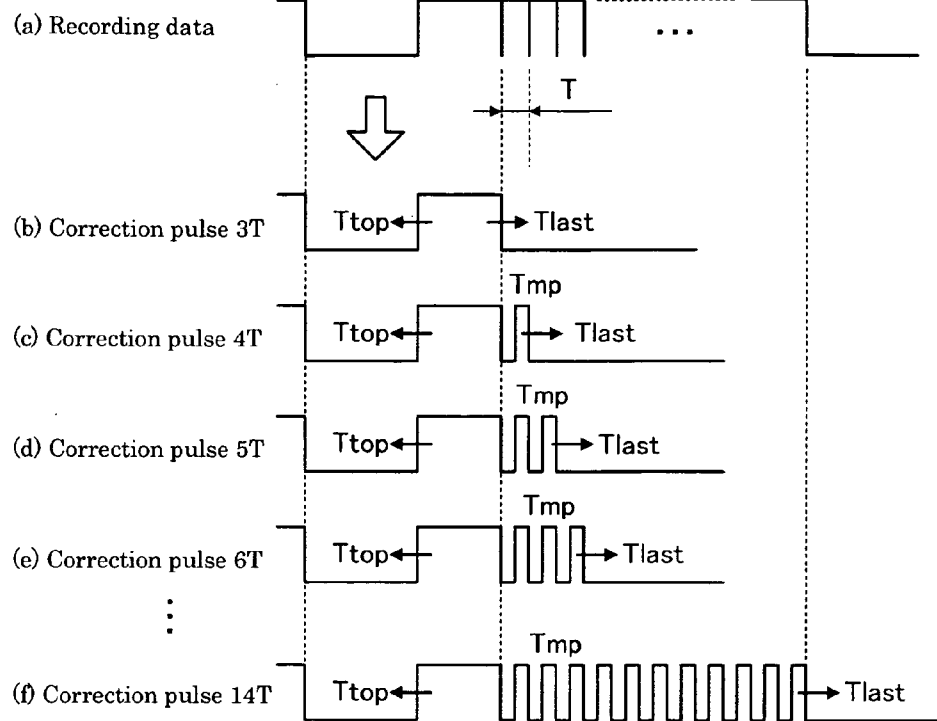 (a) Recording data
...
T
(b) Correction pulse 3T
Ttop
Tlast
Tmp
(c) Correction pulse 4T
Ttop
Tlast
Tmp
(d) Correction pulse 5T
Ttop
Tlast
Tmp
(e) Correction pulse 6T
Ttop
Tlast
Tmp
(f) Correction pulse 14T
Ttop
Tlast